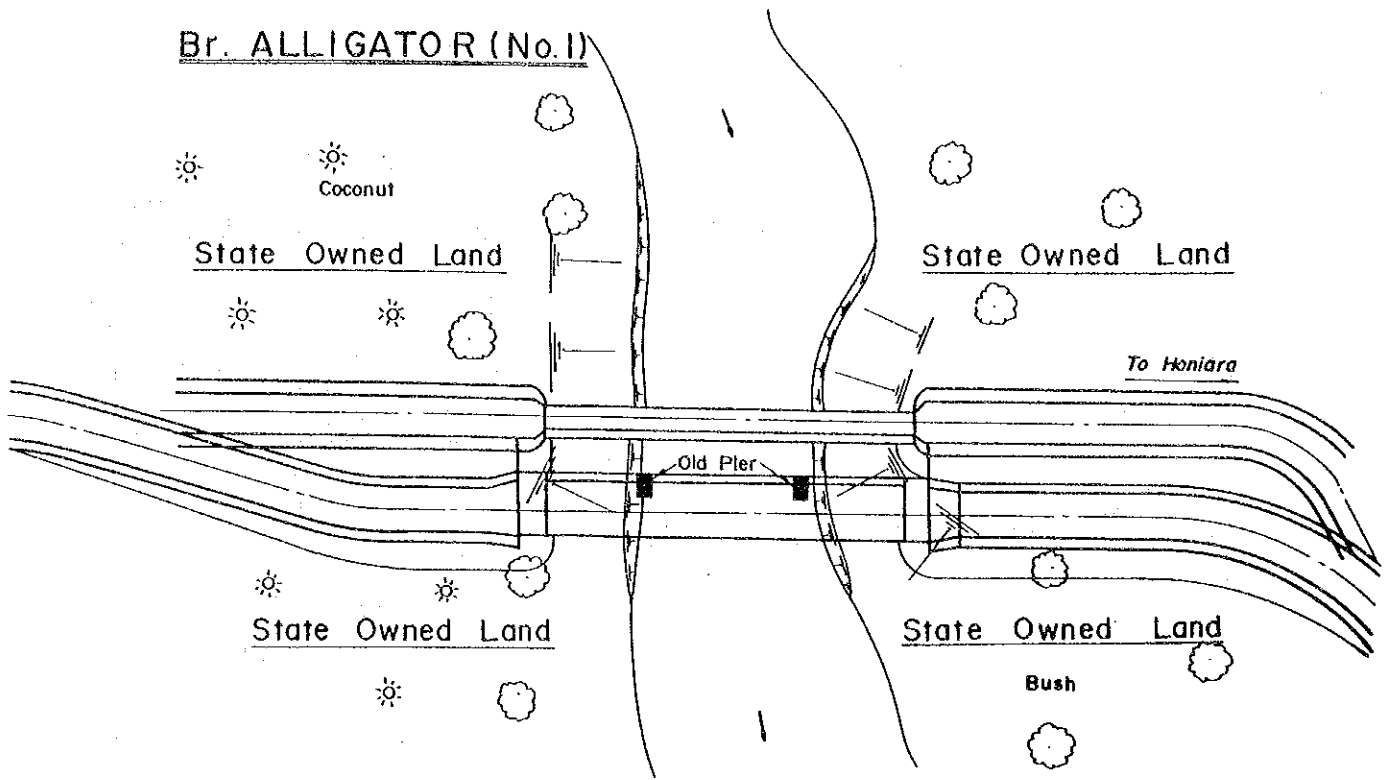 Br. ALLIGATOR (No.1)
Coconut
State Owned Land
State Owned Land
To Honiara
Old Pier
State Owned Land
State Owned Land
Bush